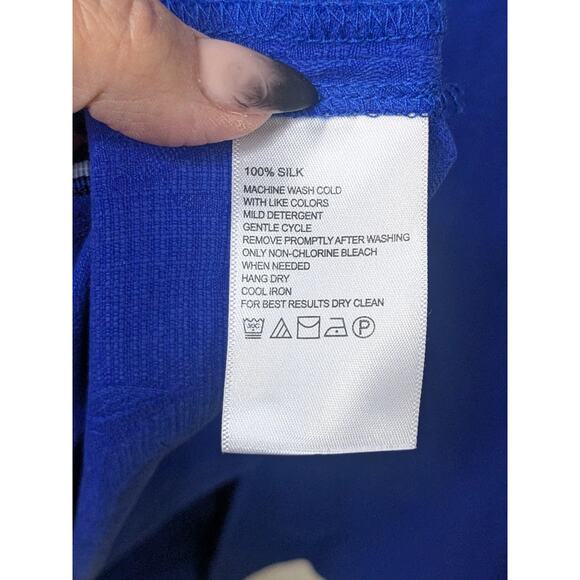 100% SILK
MACHINE WASH COLD
WITH LIKE COLORS
MILD DETERGENT
GENTLE CYCLE
REMOVE PROMPTLY AFTER WASHING
ONLY NON-CHLORINE BLEACH
WHEN NEEDED
HANG DRY
COOL IRON
FOR BEST RESULTS DRY CLEAN
30C P